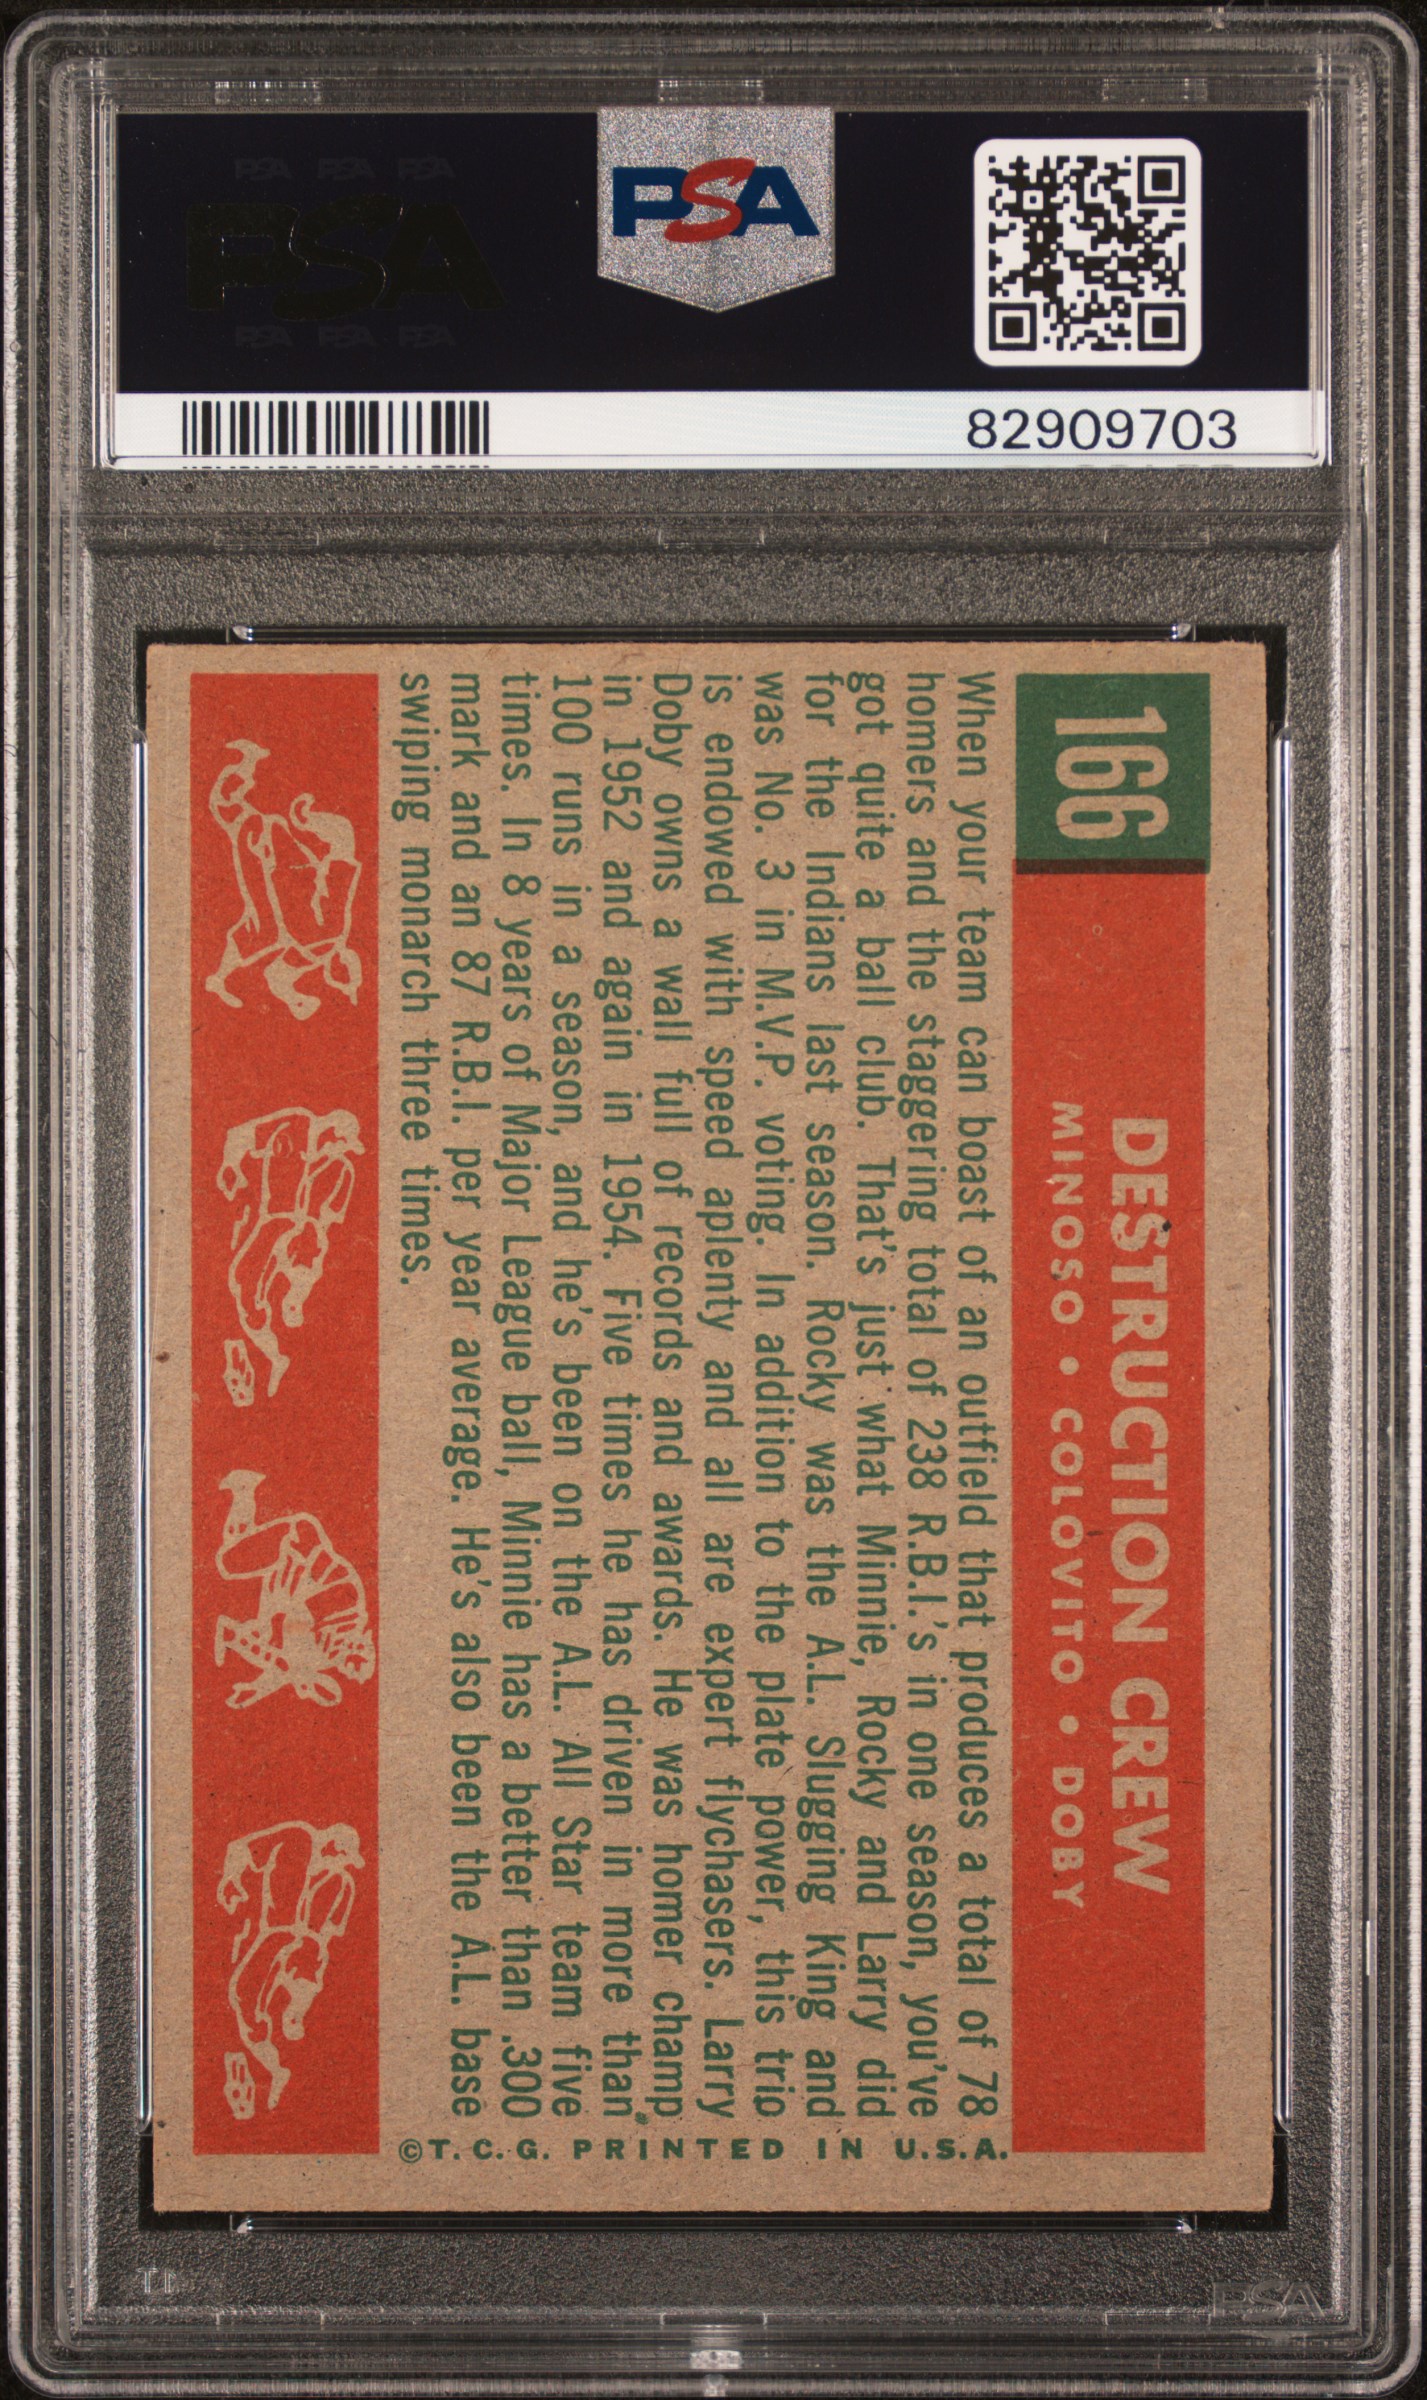 PSA PSA PSA
PSA
PSA PSA PSA
PSA
82909703
166
DESTRUCTION CREW
MINOSO • COLOVITO • DOBY
When your team can boast of an outfield that produces a total of 78
homers and the staggering total of 238 R.B.I.'s in one season, you've
got quite a ball club. That's just what Minnie, Rocky and Larry did
for the Indians last season. Rocky was the A.L. Slugging King and
was No. 3 in M.V.P. voting. In addition to the plate power, this trio
is endowed with speed aplenty and all are expert flychasers. Larry
Doby owns a wall full of records and awards. He was homer champ
in 1952 and again in 1954. Five times he has driven in more than
100 runs in a season, and he's been on the A.L. All Star team five
times. In 8 years of Major League ball, Minnie has a better than .300
mark and an 87 R.B.I. per year average. He's also been the A.L. base
swiping monarch three times.
©T.C.G. PRINTED IN U.S.A.
PSA